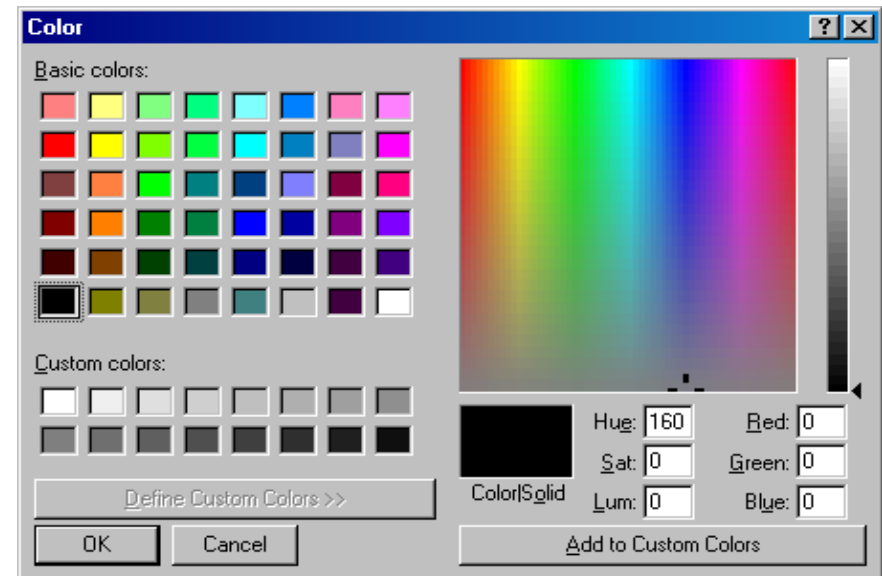 Color
Basic colors:
Custom colors:
Define Custom Colors >>
OK Cancel
Color|Solid
Hue: 160 Red: 0
Sat: 0 Green: 0
Lum: 0 Blue: 0
Add to Custom Colors